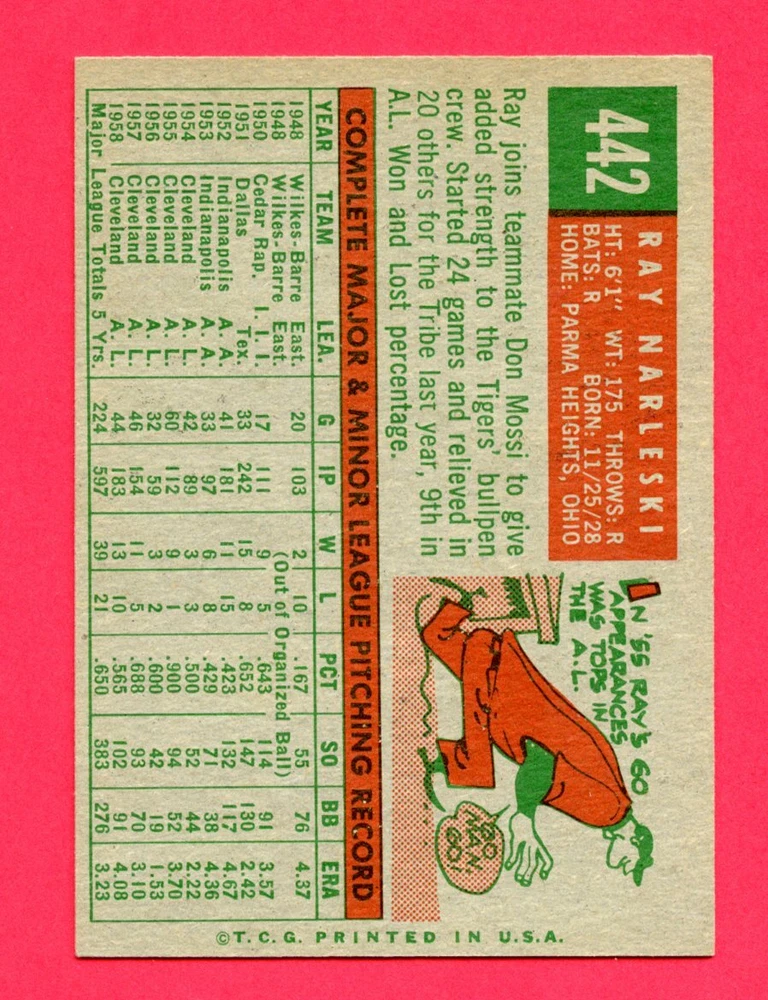 442
RAY NARLESKI
HT: 6'1" WT: 175 THROWS: R
BATS: R BORN: 11/25/28
HOME: PARMA HEIGHTS, OHIO
Ray joins teammate Don Mossi to give
added strength to the Tigers' bullpen
crew. Started 24 games and relieved in
20 others for the Tribe last year, 9th in
A.L. Won and Lost percentage.
IN '55 RAY'S 60
APPEARANCES
WAS TOPS IN
THE A.L.
GO
MAN,
GO!
COMPLETE MAJOR & MINOR LEAGUE PITCHING RECORD
YEAR TEAM LEA. G IP W L PCT SO BB ERA
1948 Wilkes-Barre East. 20 103 2 10 .167 55 76 4.37
1948 Wilkes-Barre East. (Out of Organized Ball)
1950 Cedar Rap. I. I. I. 17 111 9 5 .643 114 91 3.57
1951 Dallas Tex. 33 242 15 8 .652 147 130 2.42
1952 Indianapolis A. A. 41 181 11 15 .423 132 117 4.67
1953 Indianapolis A. A. 33 97 6 8 .429 71 38 4.36
1954 Cleveland A. L. 42 89 3 3 .500 52 44 2.22
1955 Cleveland A. L. 60 112 9 1 .900 94 52 3.70
1956 Cleveland A. L. 32 59 3 2 .600 42 19 1.53
1957 Cleveland A. L. 46 154 11 5 .688 93 70 3.10
1958 Cleveland A. L. 44 183 13 10 .565 102 91 4.08
Major League Totals 5 Yrs. 224 597 39 21 .650 383 276 3.23
©T.C.G. PRINTED IN U.S.A.